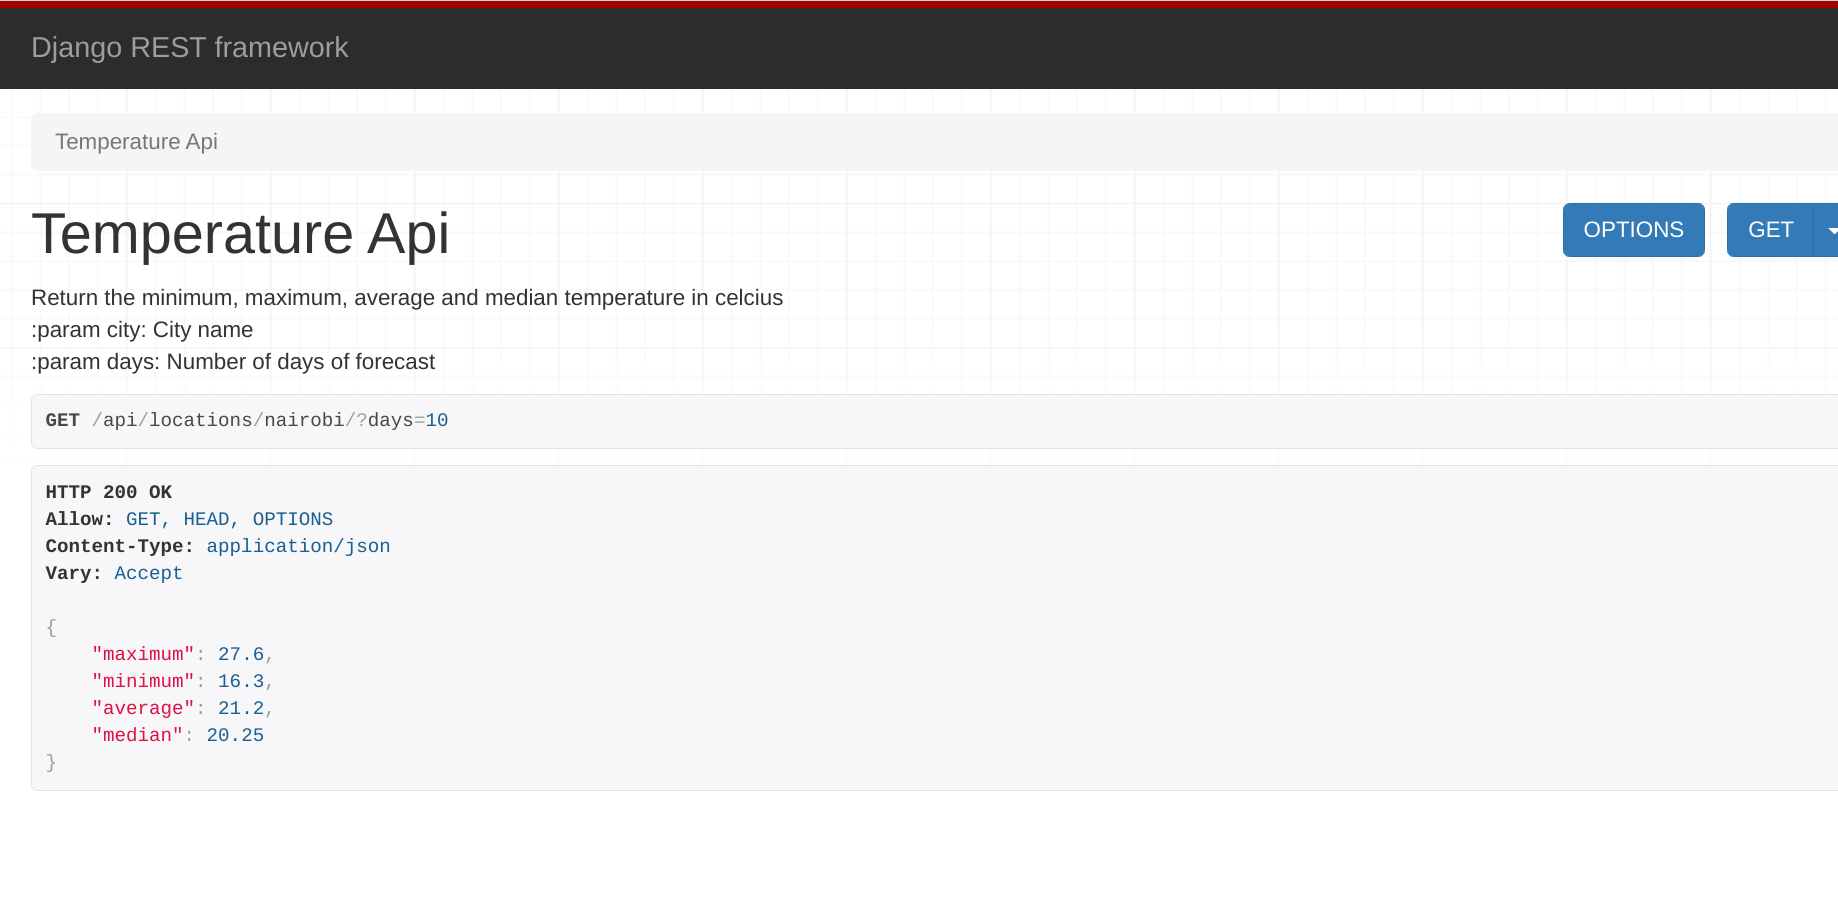 Django REST framework
Temperature Api
Temperature Api
OPTIONS
GET
Return the minimum, maximum, average and median temperature in celcius
:param city: City name
:param days: Number of days of forecast
GET /api/locations/nairobi/?days=10
HTTP 200 OK
Allow: GET, HEAD, OPTIONS
Content-Type: application/json
Vary: Accept
{
    "maximum": 27.6,
    "minimum": 16.3,
    "average": 21.2,
    "median": 20.25
}